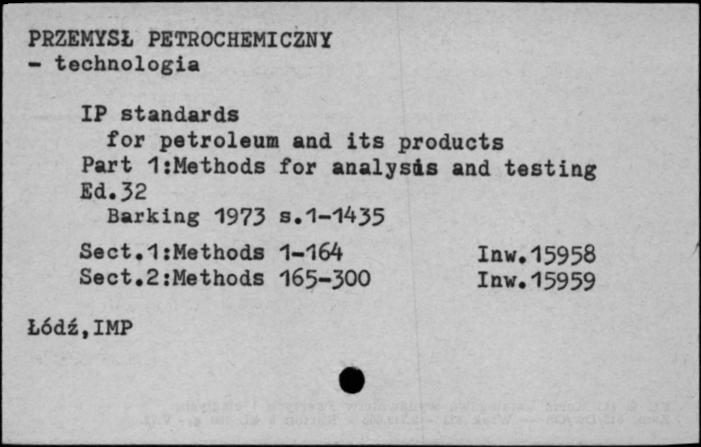 PRZEMYSŁ PETROCHEMICZNY
- technologia
IP standards
for petroleum and its products
Part 1:Methods for analysis and testing
Ed.32
Barking 1973 s.1-1435
Sect.1:Methods 1-164 Inw.15958
Sect.2:Methods 165-300 Inw.15959
Łódź,IMP